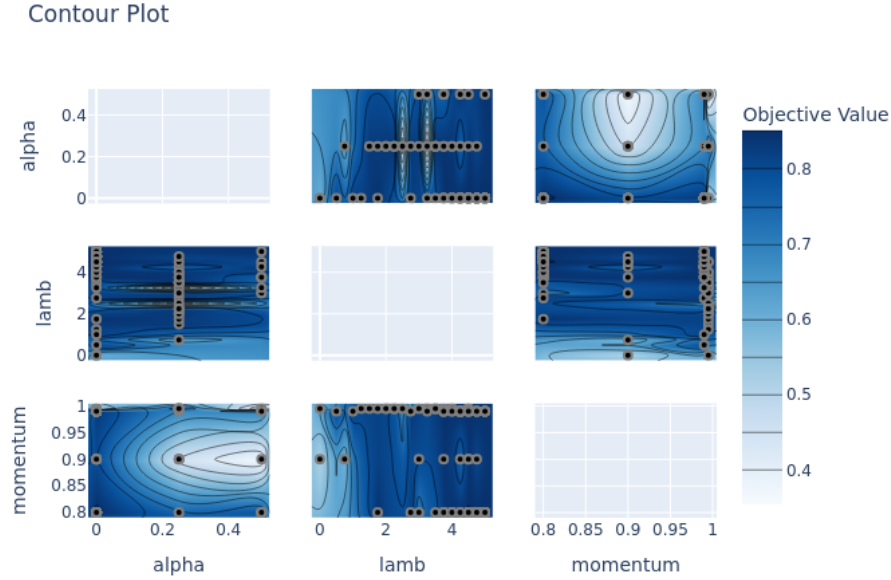 Contour Plot
Objective Value
alpha
0.4
0.2
0
0.8
0.7
0.6
0.5
0.4
lamb
4
2
0
momentum
1
0.95
0.9
0.85
0.8
0 0.2 0.4
0 2 4
0.8 0.85 0.9 0.95 1
alpha lamb momentum